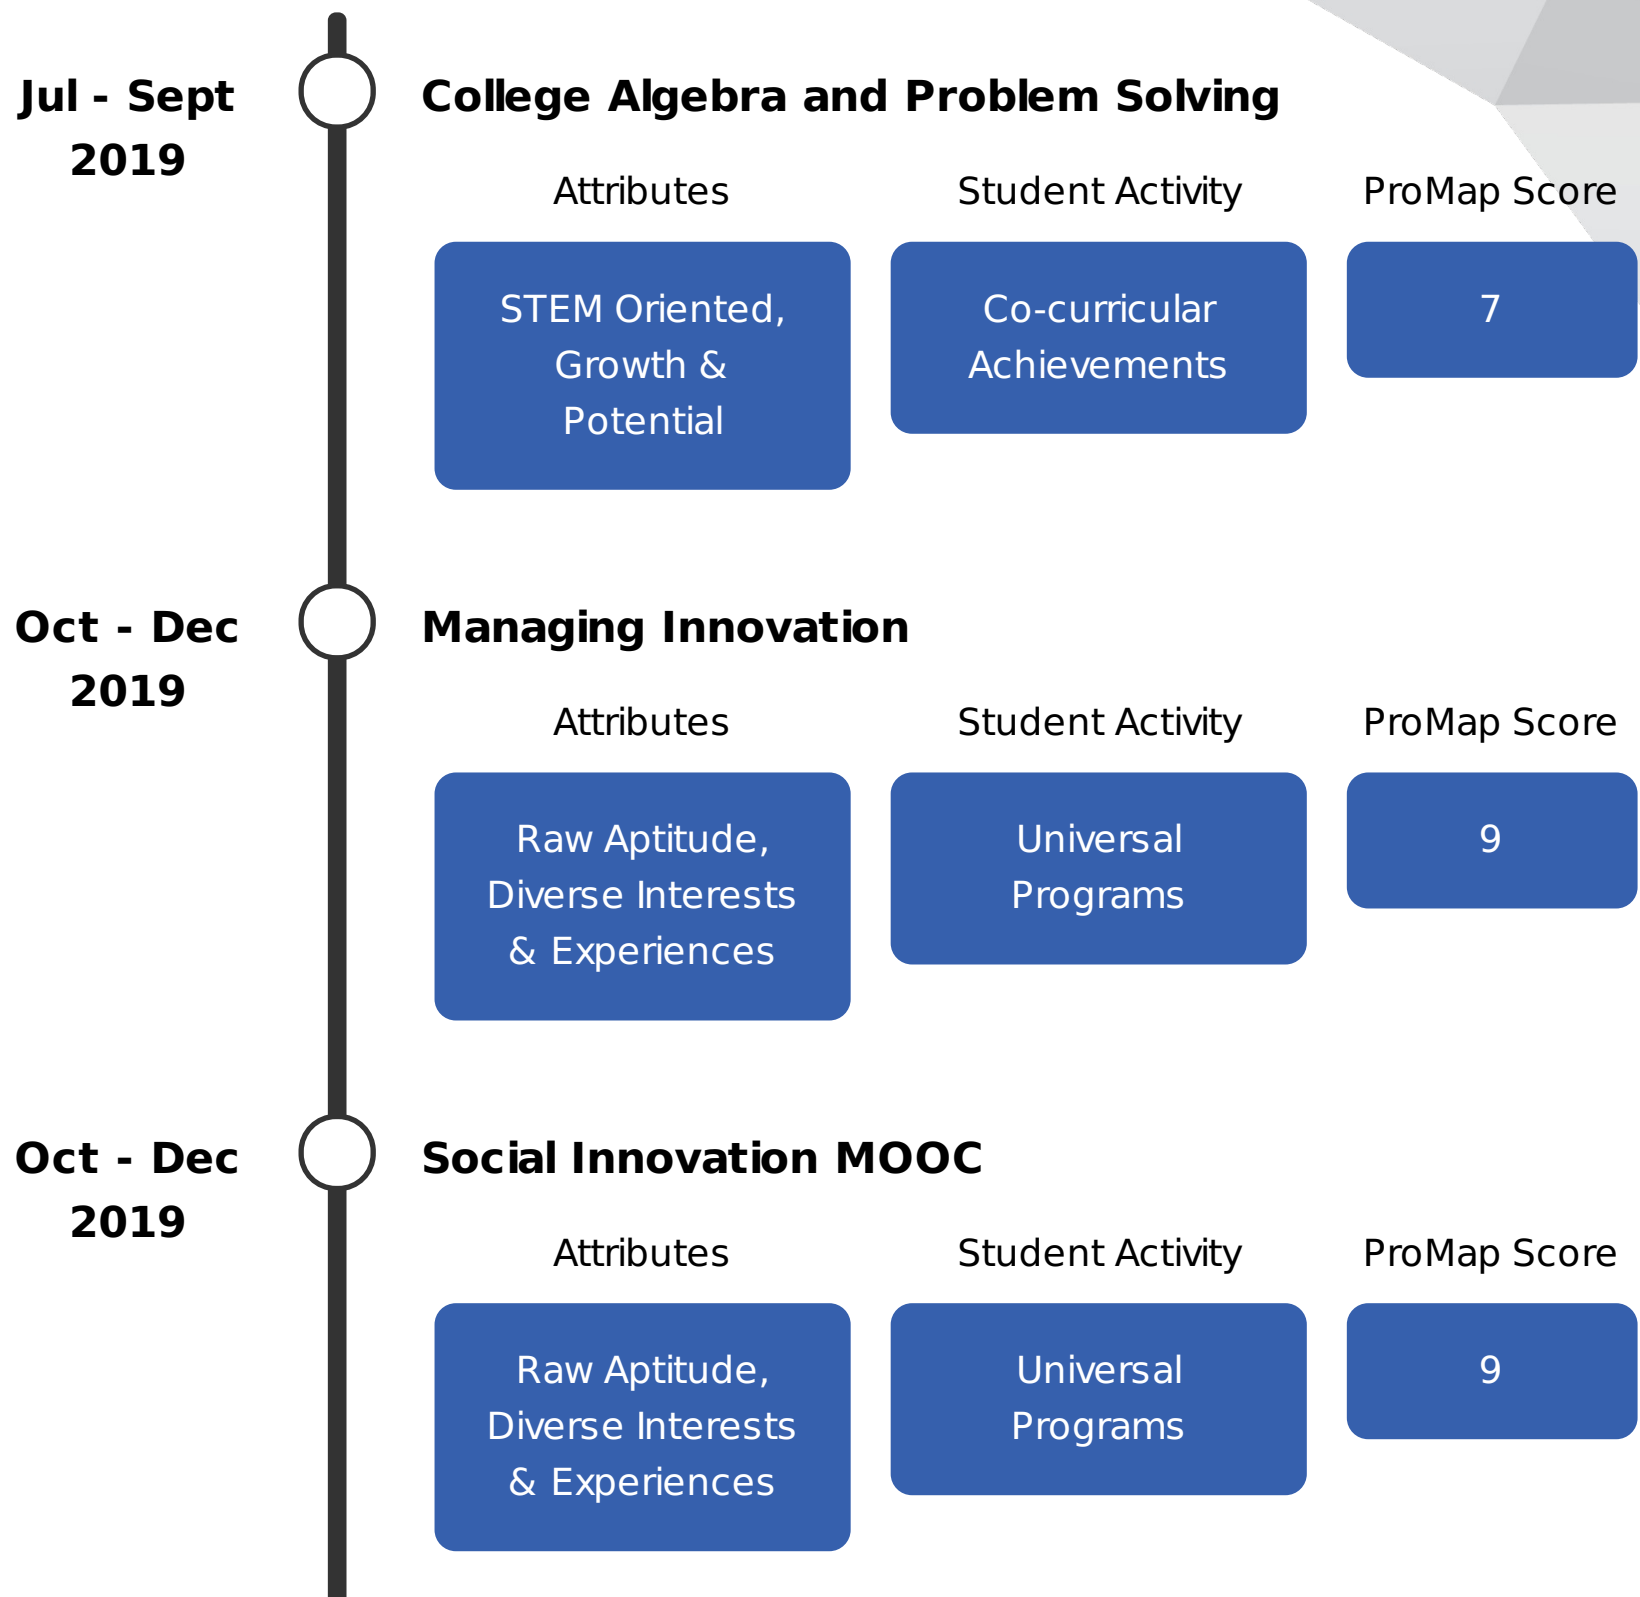 Jul - Sept
2019
College Algebra and Problem Solving
Attributes
Student Activity
ProMap Score
STEM Oriented,
Growth &
Potential
Co-curricular
Achievements
7
Oct - Dec
2019
Managing Innovation
Attributes
Student Activity
ProMap Score
Raw Aptitude,
Diverse Interests
& Experiences
Universal
Programs
9
Oct - Dec
2019
Social Innovation MOOC
Attributes
Student Activity
ProMap Score
Raw Aptitude,
Diverse Interests
& Experiences
Universal
Programs
9